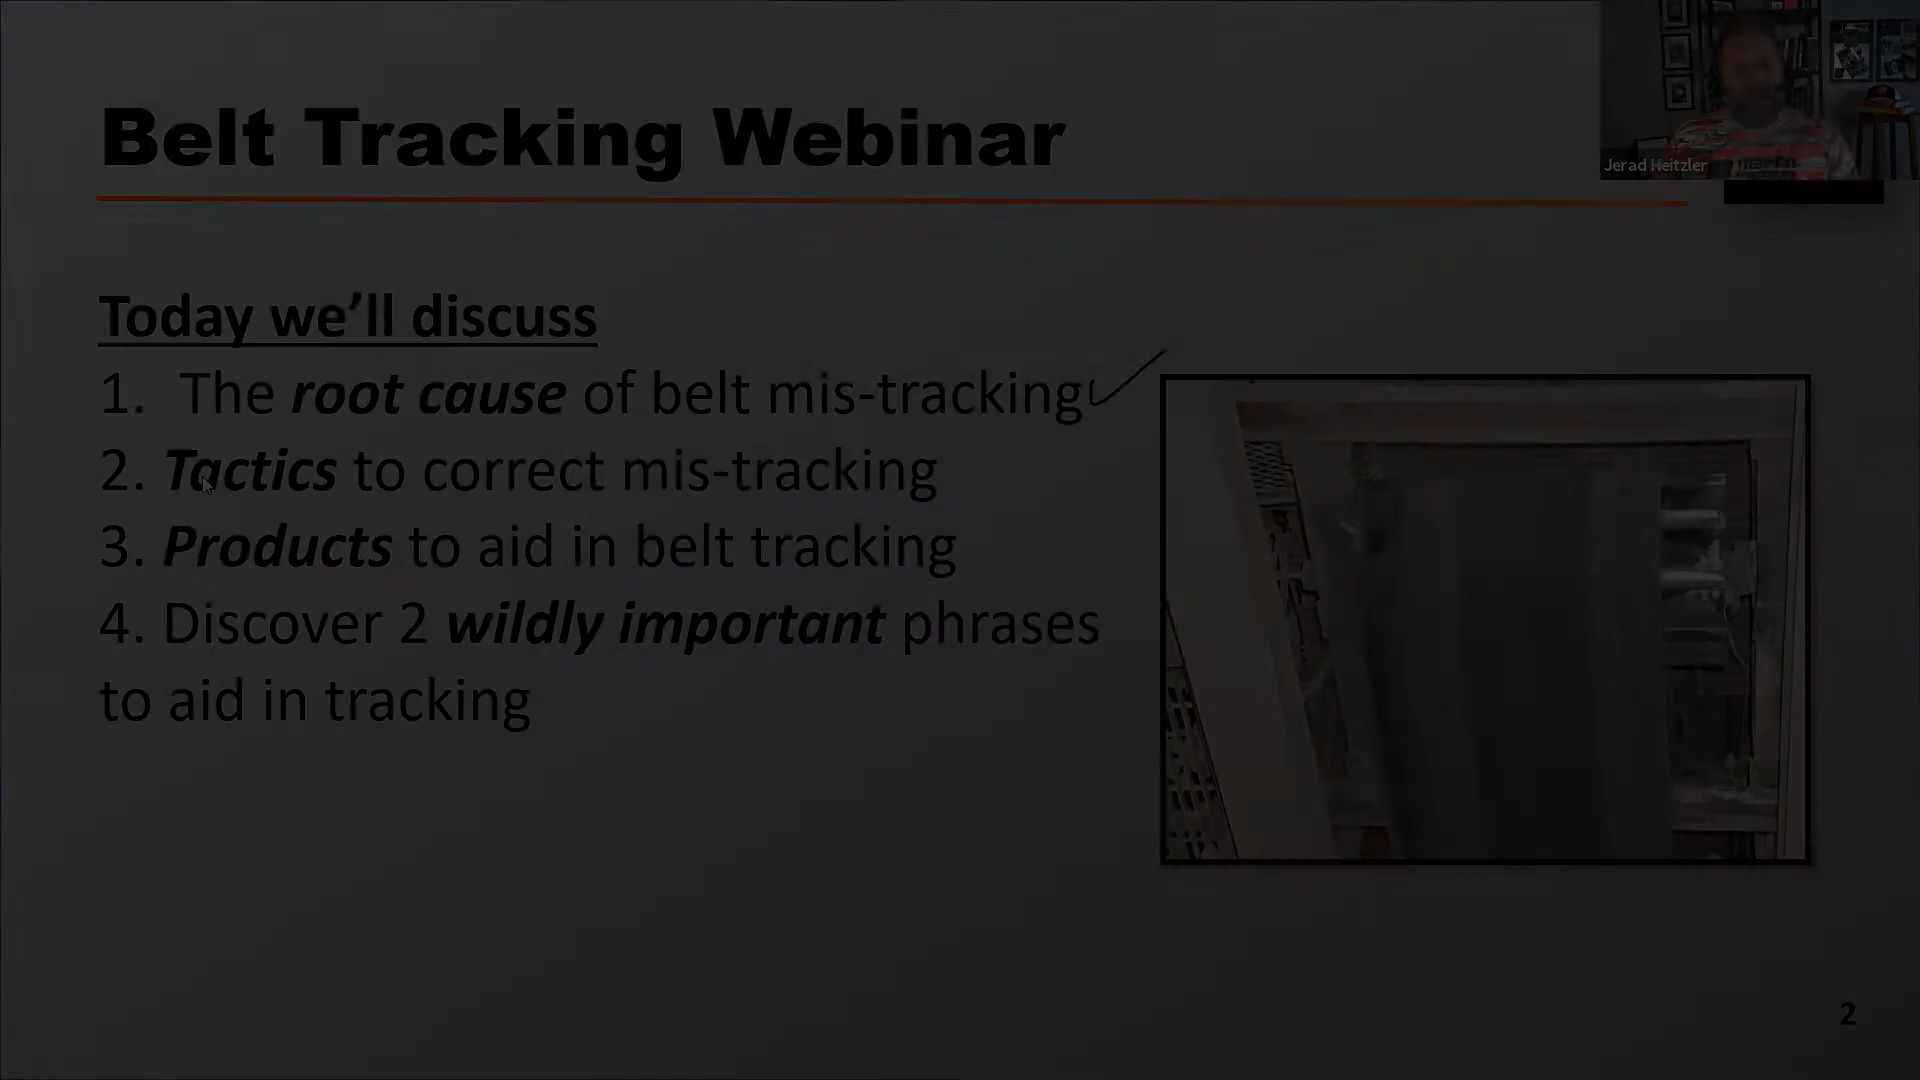 Belt Tracking Webinar
Jerad Heitzler
Today we’ll discuss
1. The root cause of belt mis-tracking
2. Tactics to correct mis-tracking
3. Products to aid in belt tracking
4. Discover 2 wildly important phrases
to aid in tracking
2